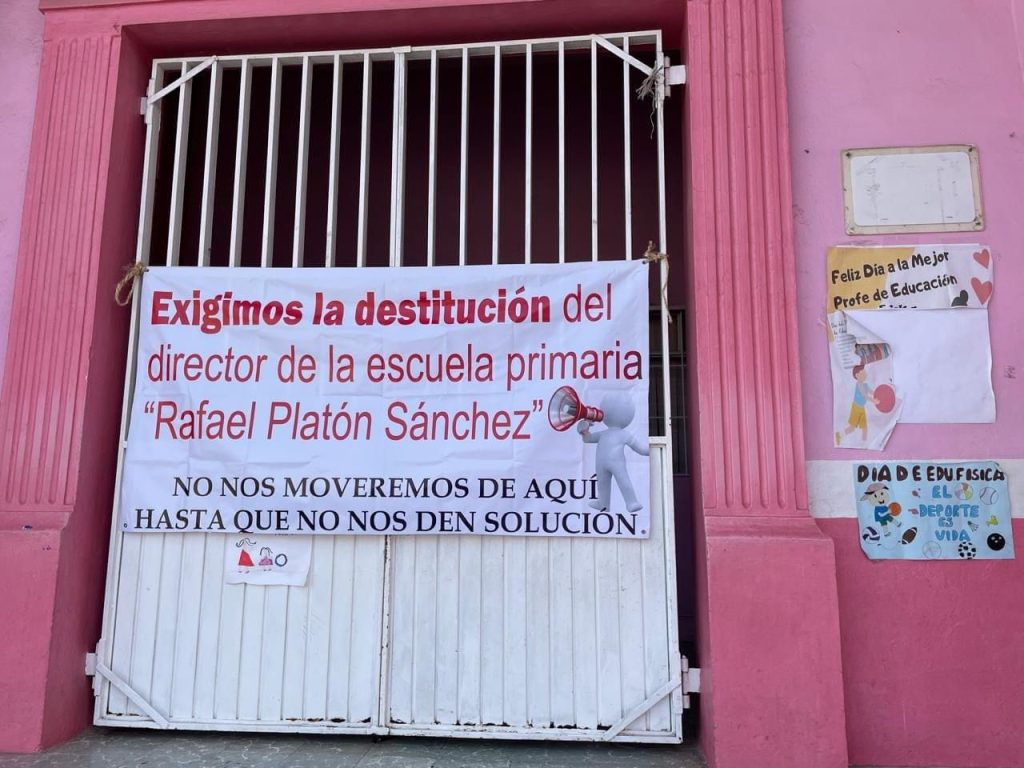 Exigimos la destitución del
director de la escuela primaria
“Rafael Platón Sánchez”
NO NOS MOVEREMOS DE AQUÍ
HASTA QUE NO NOS DEN SOLUCIÓN.
Feliz Día a la Mejor
Profe de Educación
DIA DE EDU.FISICA
EL
DEPORTE
ES
VIDA